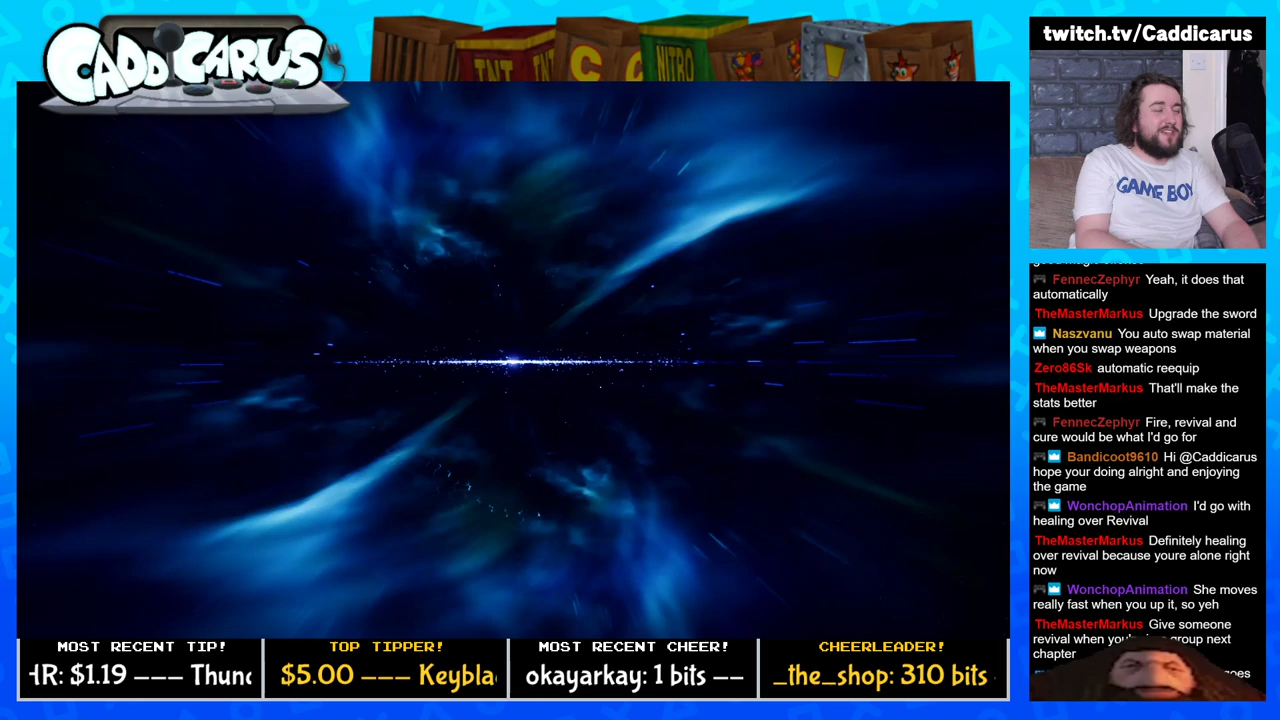 CADDICARUS
TNT
TNT
C
C
NITRO
twitch.tv/Caddicarus
GAME BOY
FennecZephyr Yeah, it does that
automatically
TheMasterMarkus Upgrade the sword
Naszvanu You auto swap material
when you swap weapons
Zero86Sk automatic reequip
TheMasterMarkus That'll make the
stats better
FennecZephyr Fire, revival and
cure would be what I'd go for
Bandicoot9610 Hi @Caddicarus
hope your doing alright and enjoying
the game
WonchopAnimation I'd go with
healing over Revival
TheMasterMarkus Definitely healing
over revival because youre alone right
now
WonchopAnimation She moves
really fast when you up it, so yeh
TheMasterMarkus Give someone
revival when group next
chapter
MOST RECENT TIP!
HR: $1.19 --- Thund
TOP TIPPER!
$5.00 --- Keybla
MOST RECENT CHEER!
okayarkay: 1 bits --
CHEERLEADER!
_the_shop: 310 bits